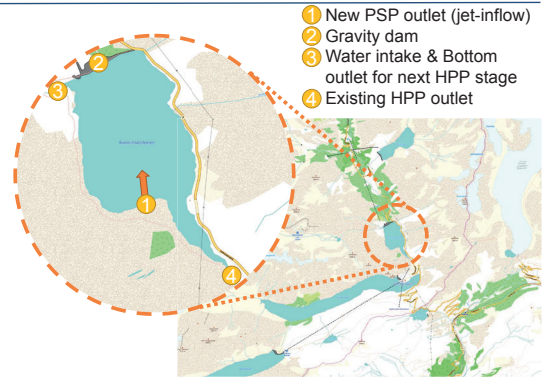 1 New PSP outlet (jet-inflow)
2 Gravity dam
3 Water intake & Bottom
outlet for next HPP stage
4 Existing HPP outlet
2
3
1
4